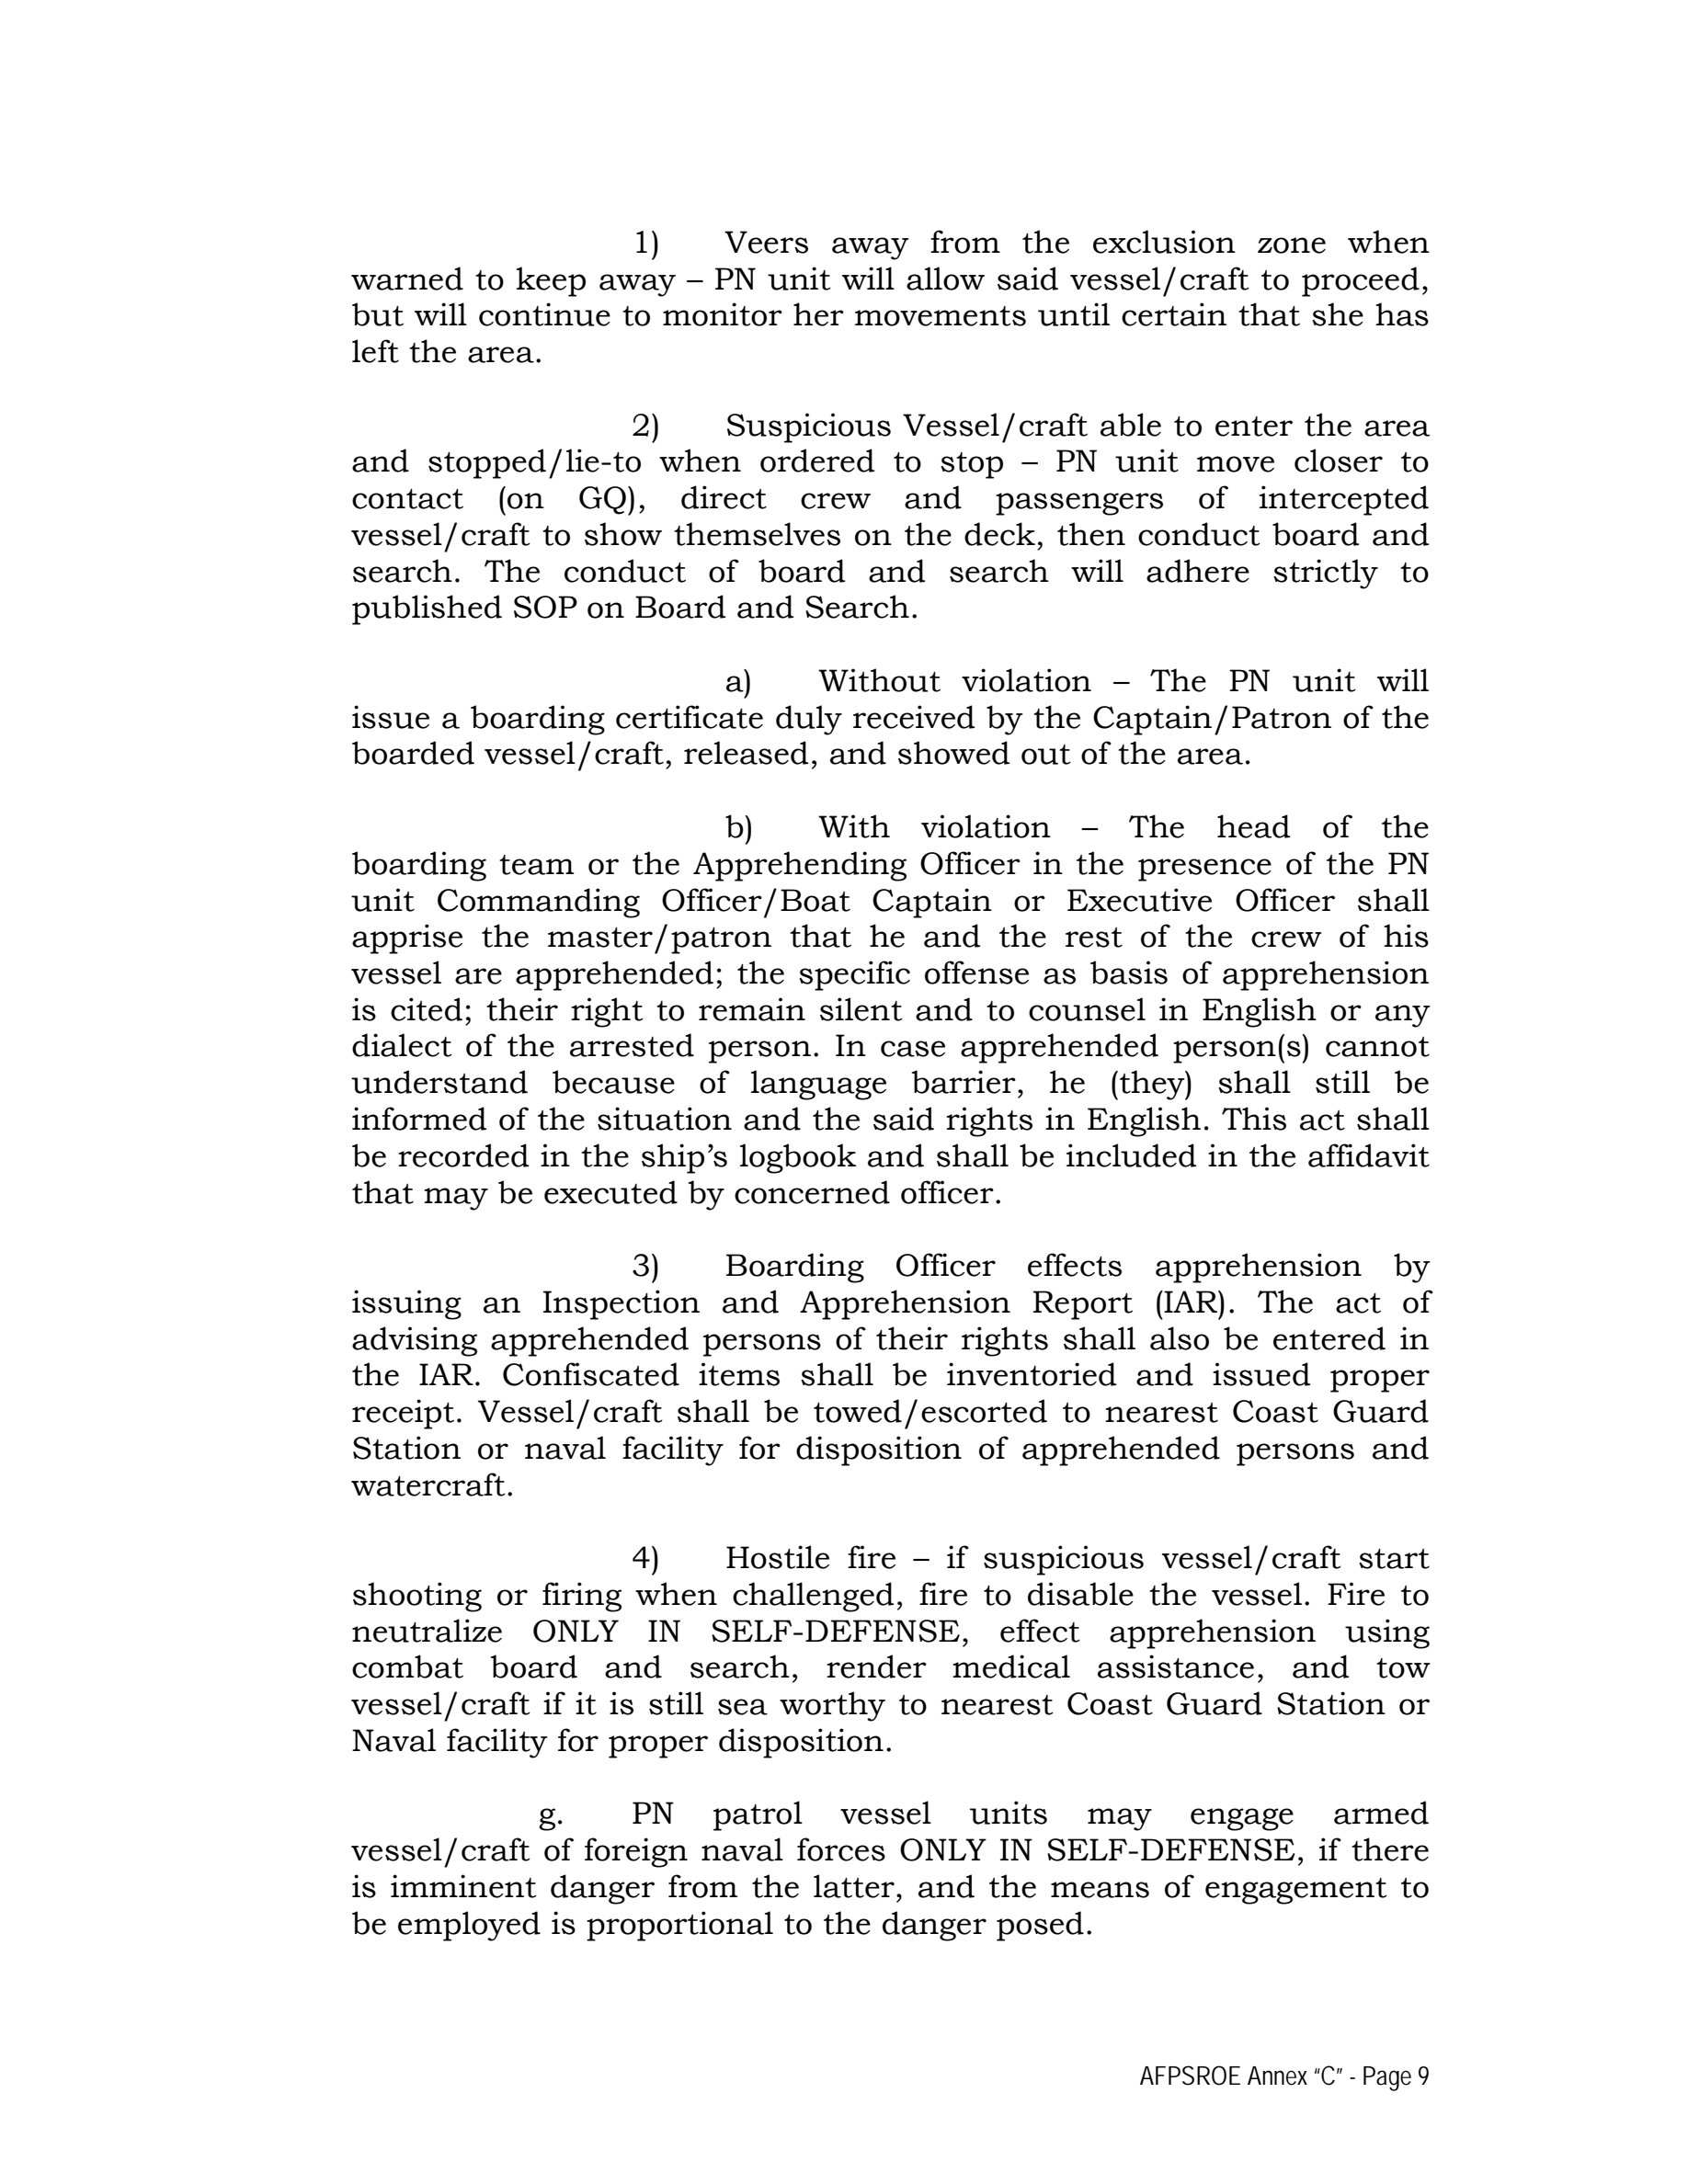 1) Veers away from the exclusion zone when
warned to keep away – PN unit will allow said vessel/craft to proceed,
but will continue to monitor her movements until certain that she has
left the area.
2) Suspicious Vessel/craft able to enter the area
and stopped/lie-to when ordered to stop – PN unit move closer to
contact (on GQ), direct crew and passengers of intercepted
vessel/craft to show themselves on the deck, then conduct board and
search. The conduct of board and search will adhere strictly to
published SOP on Board and Search.
a) Without violation – The PN unit will
issue a boarding certificate duly received by the Captain/Patron of the
boarded vessel/craft, released, and showed out of the area.
b) With violation – The head of the
boarding team or the Apprehending Officer in the presence of the PN
unit Commanding Officer/Boat Captain or Executive Officer shall
apprise the master/patron that he and the rest of the crew of his
vessel are apprehended; the specific offense as basis of apprehension
is cited; their right to remain silent and to counsel in English or any
dialect of the arrested person. In case apprehended person(s) cannot
understand because of language barrier, he (they) shall still be
informed of the situation and the said rights in English. This act shall
be recorded in the ship’s logbook and shall be included in the affidavit
that may be executed by concerned officer.
3) Boarding Officer effects apprehension by
issuing an Inspection and Apprehension Report (IAR). The act of
advising apprehended persons of their rights shall also be entered in
the IAR. Confiscated items shall be inventoried and issued proper
receipt. Vessel/craft shall be towed/escorted to nearest Coast Guard
Station or naval facility for disposition of apprehended persons and
watercraft.
4) Hostile fire – if suspicious vessel/craft start
shooting or firing when challenged, fire to disable the vessel. Fire to
neutralize ONLY IN SELF-DEFENSE, effect apprehension using
combat board and search, render medical assistance, and tow
vessel/craft if it is still sea worthy to nearest Coast Guard Station or
Naval facility for proper disposition.
g. PN patrol vessel units may engage armed
vessel/craft of foreign naval forces ONLY IN SELF-DEFENSE, if there
is imminent danger from the latter, and the means of engagement to
be employed is proportional to the danger posed.
AFPSROE Annex “C” - Page 9